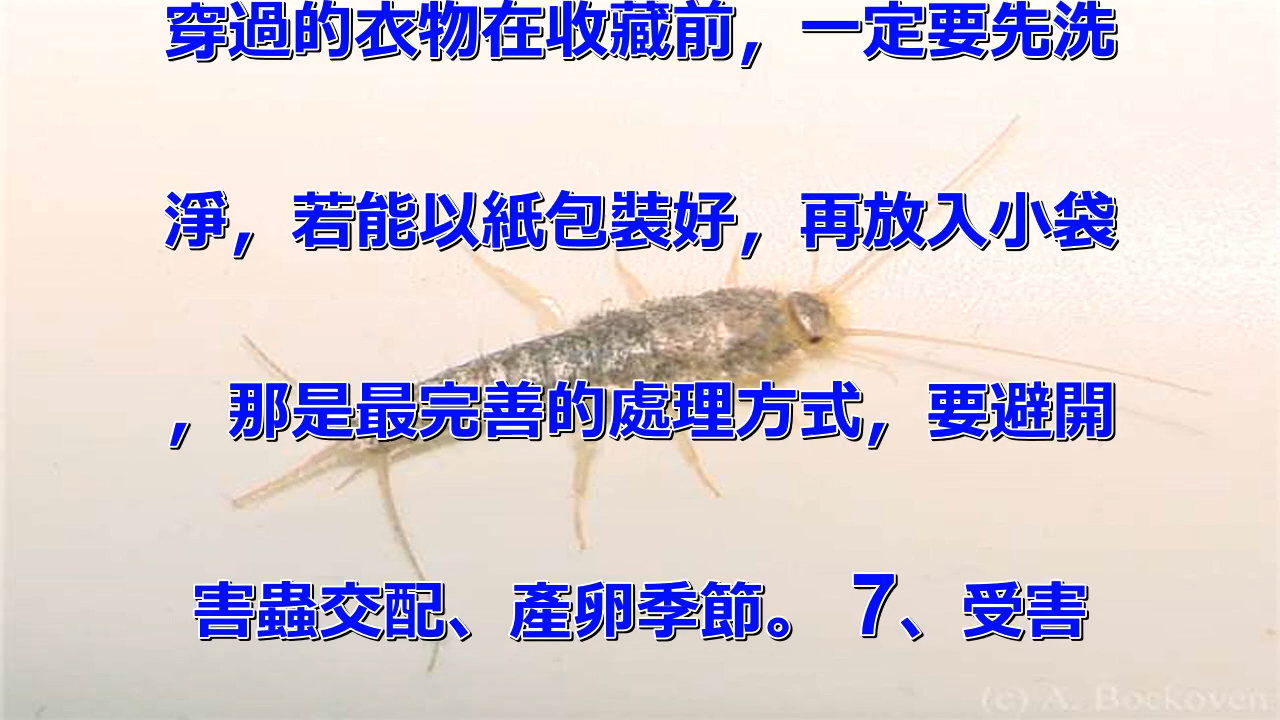 穿過的衣物在收藏前，一定要先洗
淨，若能以紙包裝好，再放入小袋
，那是最完善的處理方式，要避開
害蟲交配、產卵季節。 7、受害
(c) A. Bockoven